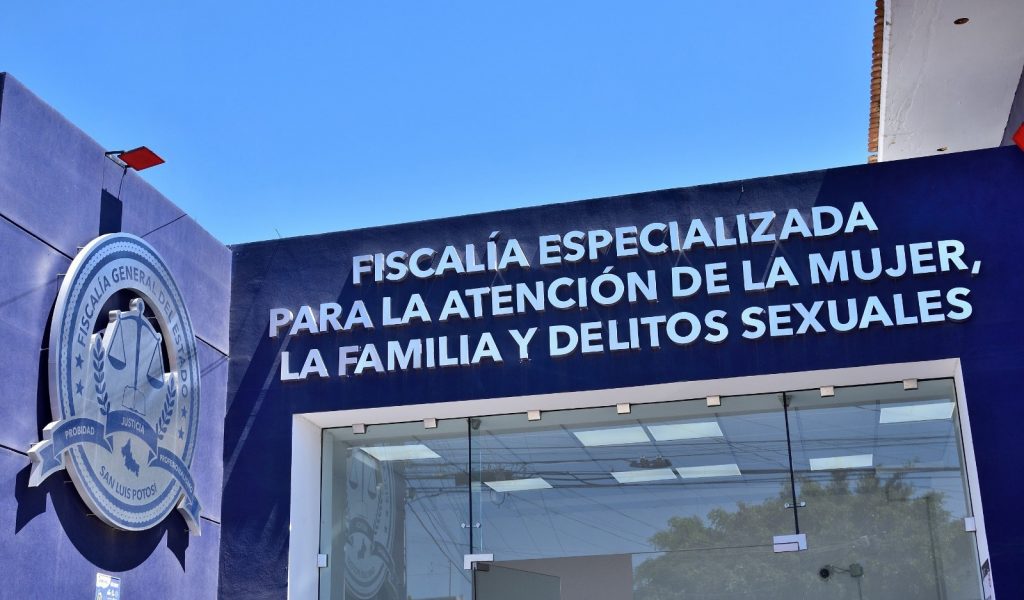 FISCALÍA GENERAL DEL ESTADO
PROBIDAD
JUSTICIA
PROFESIONALISMO
SAN LUIS POTOSÍ
FISCALÍA ESPECIALIZADA
PARA LA ATENCIÓN DE LA MUJER,
LA FAMILIA Y DELITOS SEXUALES